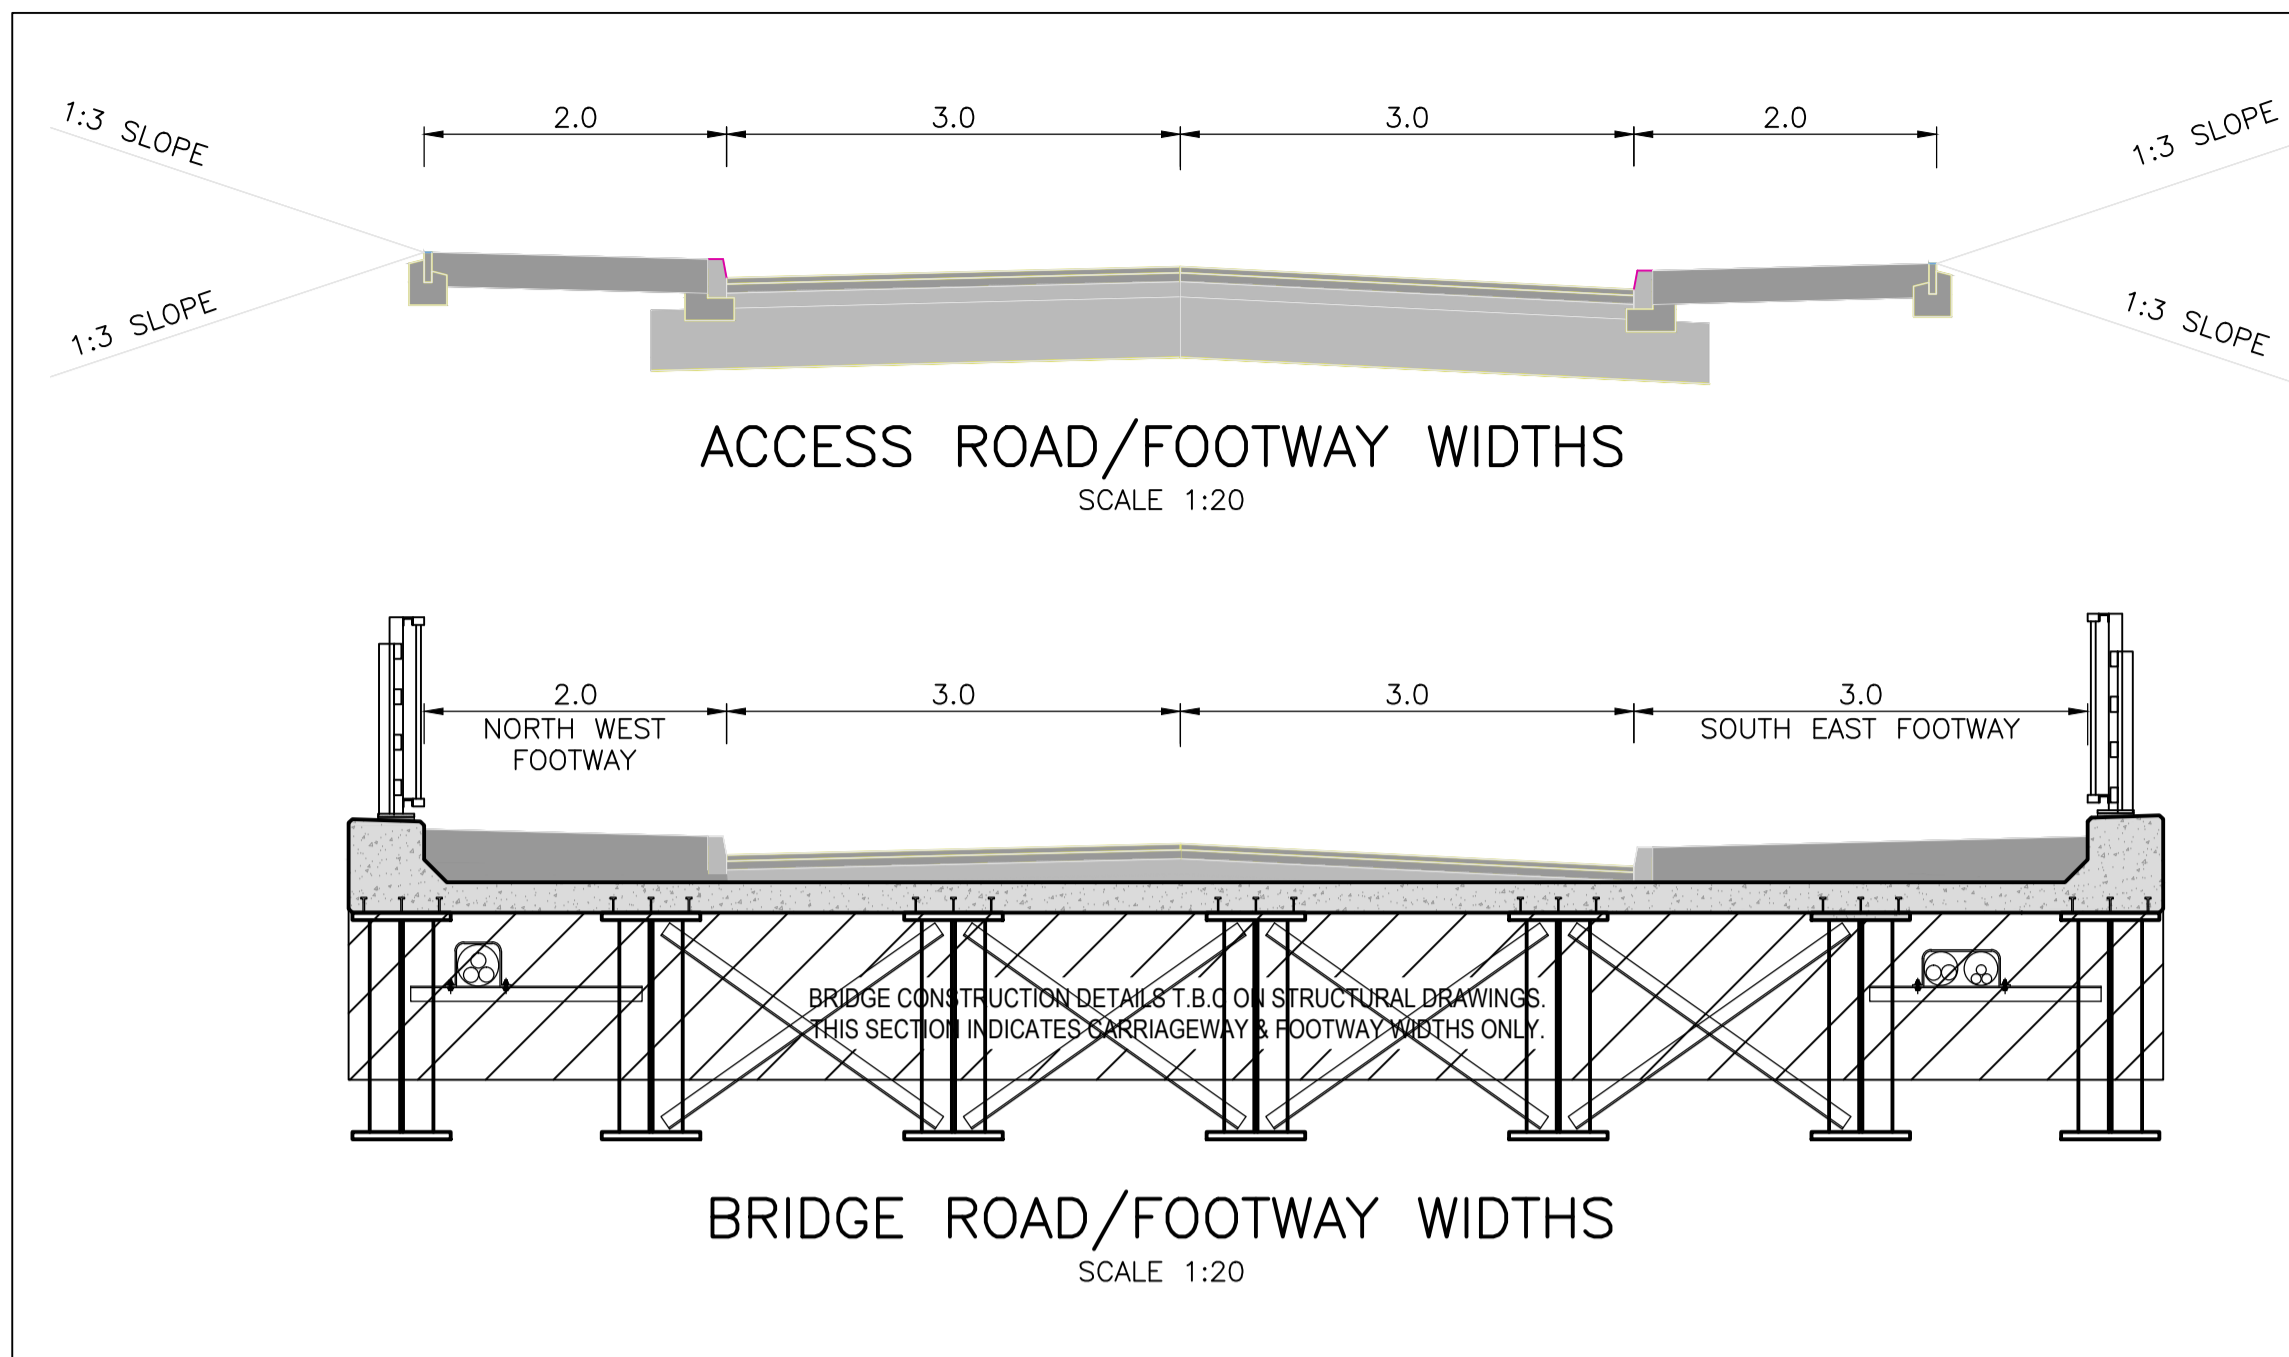 1:3 SLOPE
1:3 SLOPE
2.0
3.0
3.0
2.0
1:3 SLOPE
1:3 SLOPE
ACCESS ROAD/FOOTWAY WIDTHS
SCALE 1:20
2.0
NORTH WEST
FOOTWAY
3.0
3.0
3.0
SOUTH EAST FOOTWAY
BRIDGE CONSTRUCTION DETAILS T.B.C ON STRUCTURAL DRAWINGS.
THIS SECTION INDICATES CARRIAGEWAY & FOOTWAY WIDTHS ONLY.
BRIDGE ROAD/FOOTWAY WIDTHS
SCALE 1:20